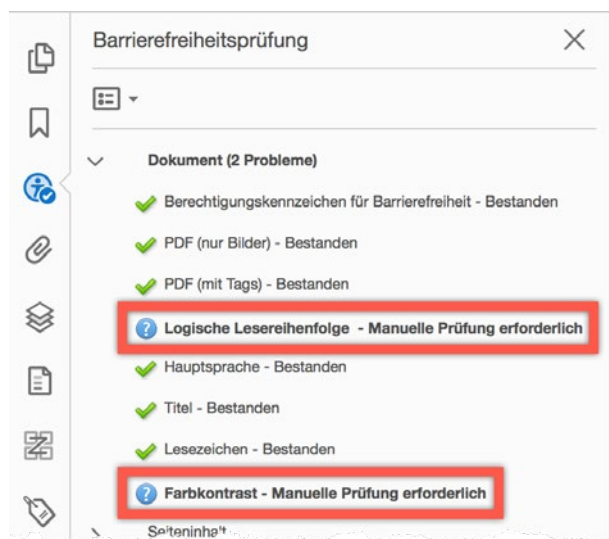 Barrierefreiheitsprüfung
Dokument (2 Probleme)
Berechtigungskennzeichen für Barrierefreiheit - Bestanden
PDF (nur Bilder) - Bestanden
PDF (mit Tags) - Bestanden
Logische Lesereihenfolge - Manuelle Prüfung erforderlich
Hauptsprache - Bestanden
Titel - Bestanden
Lesezeichen - Bestanden
Farbkontrast - Manuelle Prüfung erforderlich
Seiteninhalt